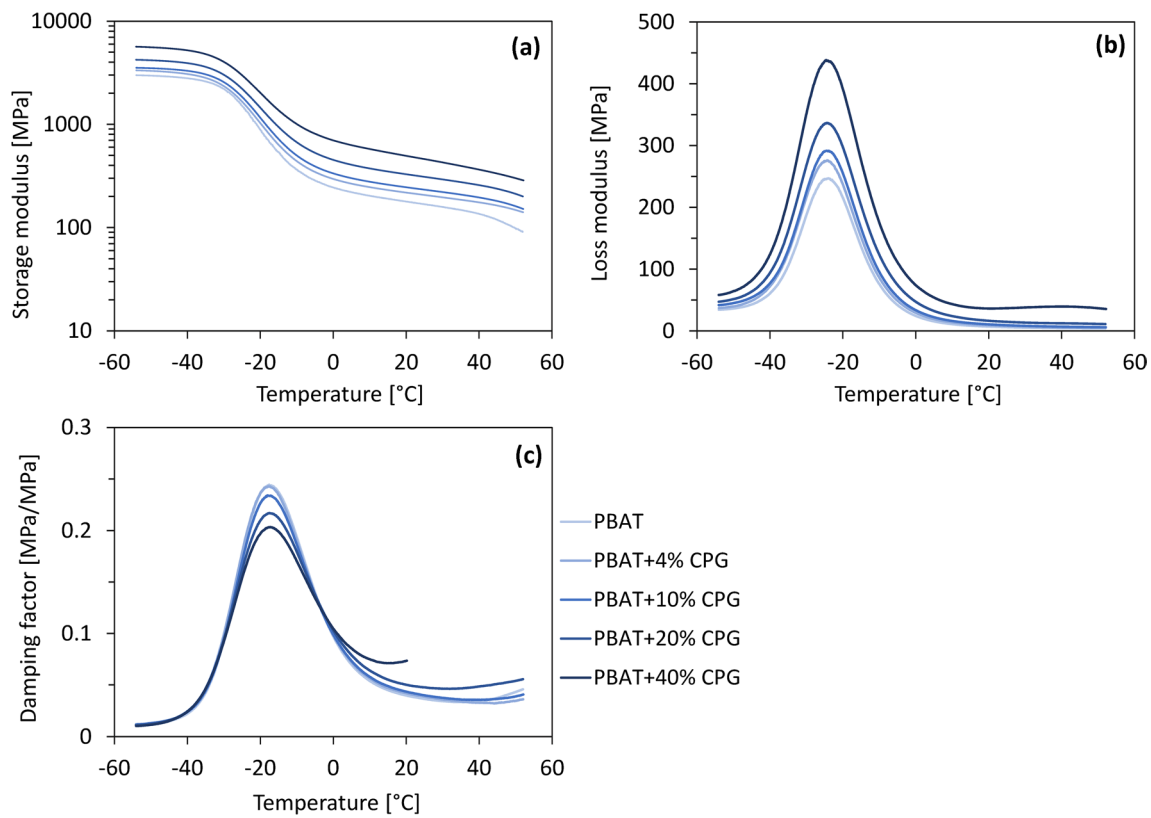 (a)
10000
1000
100
10
Storage modulus [MPa]
-60 -40 -20 0 20 40 60
Temperature [°C]
(b)
500
400
300
200
100
0
Loss modulus [MPa]
-60 -40 -20 0 20 40 60
Temperature [°C]
(c)
0.3
0.2
0.1
0
Damping factor [MPa/MPa]
-60 -40 -20 0 20 40 60
Temperature [°C]
PBAT
PBAT+4% CPG
PBAT+10% CPG
PBAT+20% CPG
PBAT+40% CPG